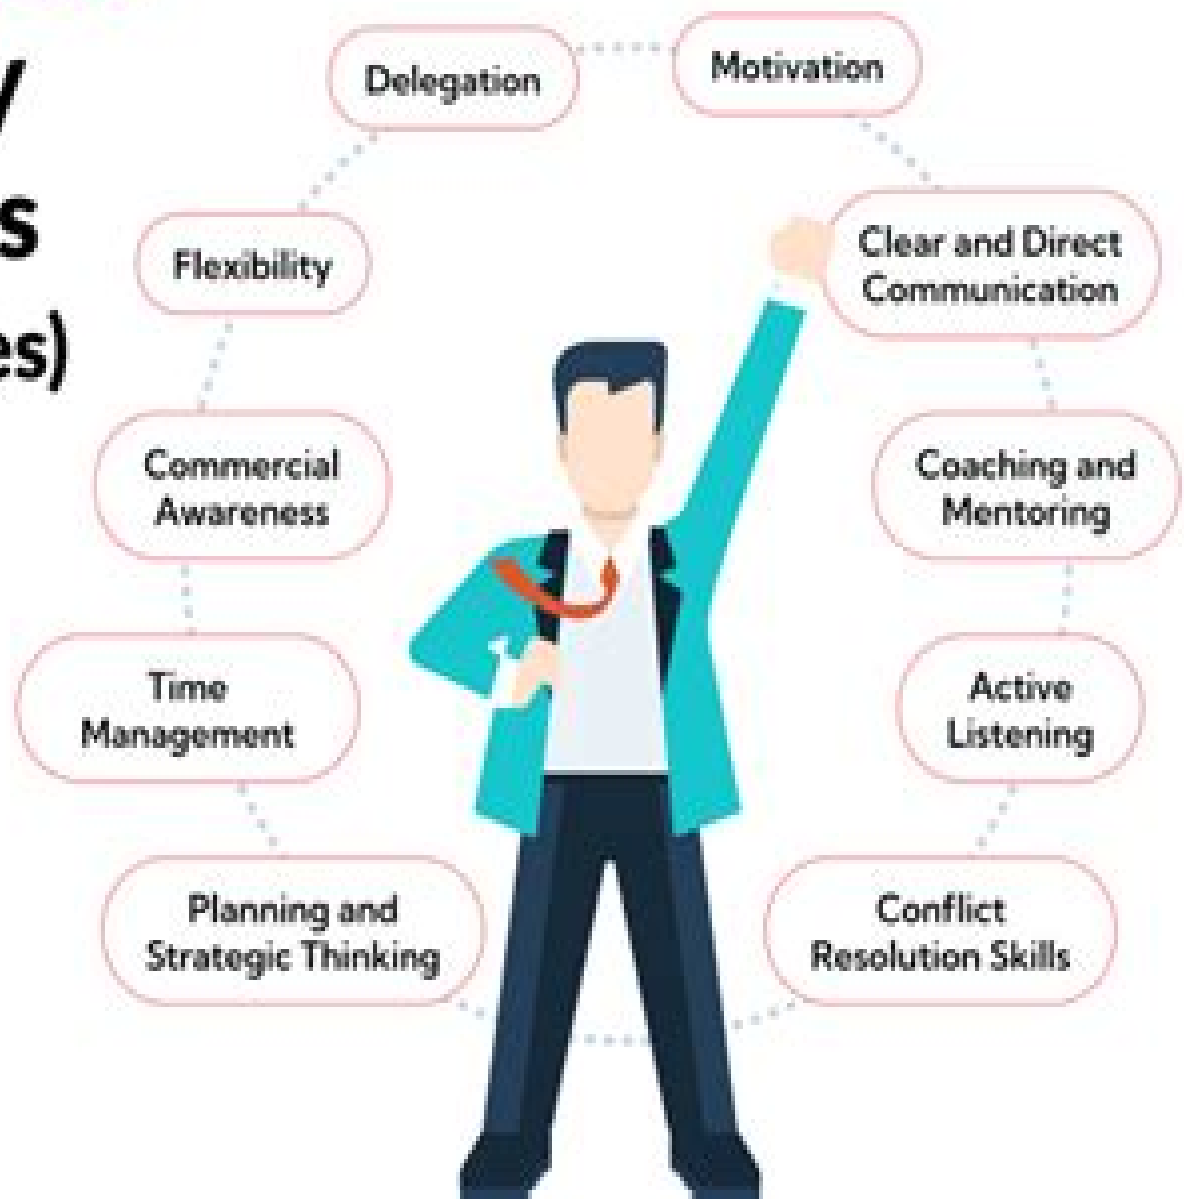 y
s
es)
Delegation
Motivation
Flexibility
Clear and Direct
Communication
Commercial
Awareness
Coaching and
Mentoring
Time
Management
Active
Listening
Planning and
Strategic Thinking
Conflict
Resolution Skills